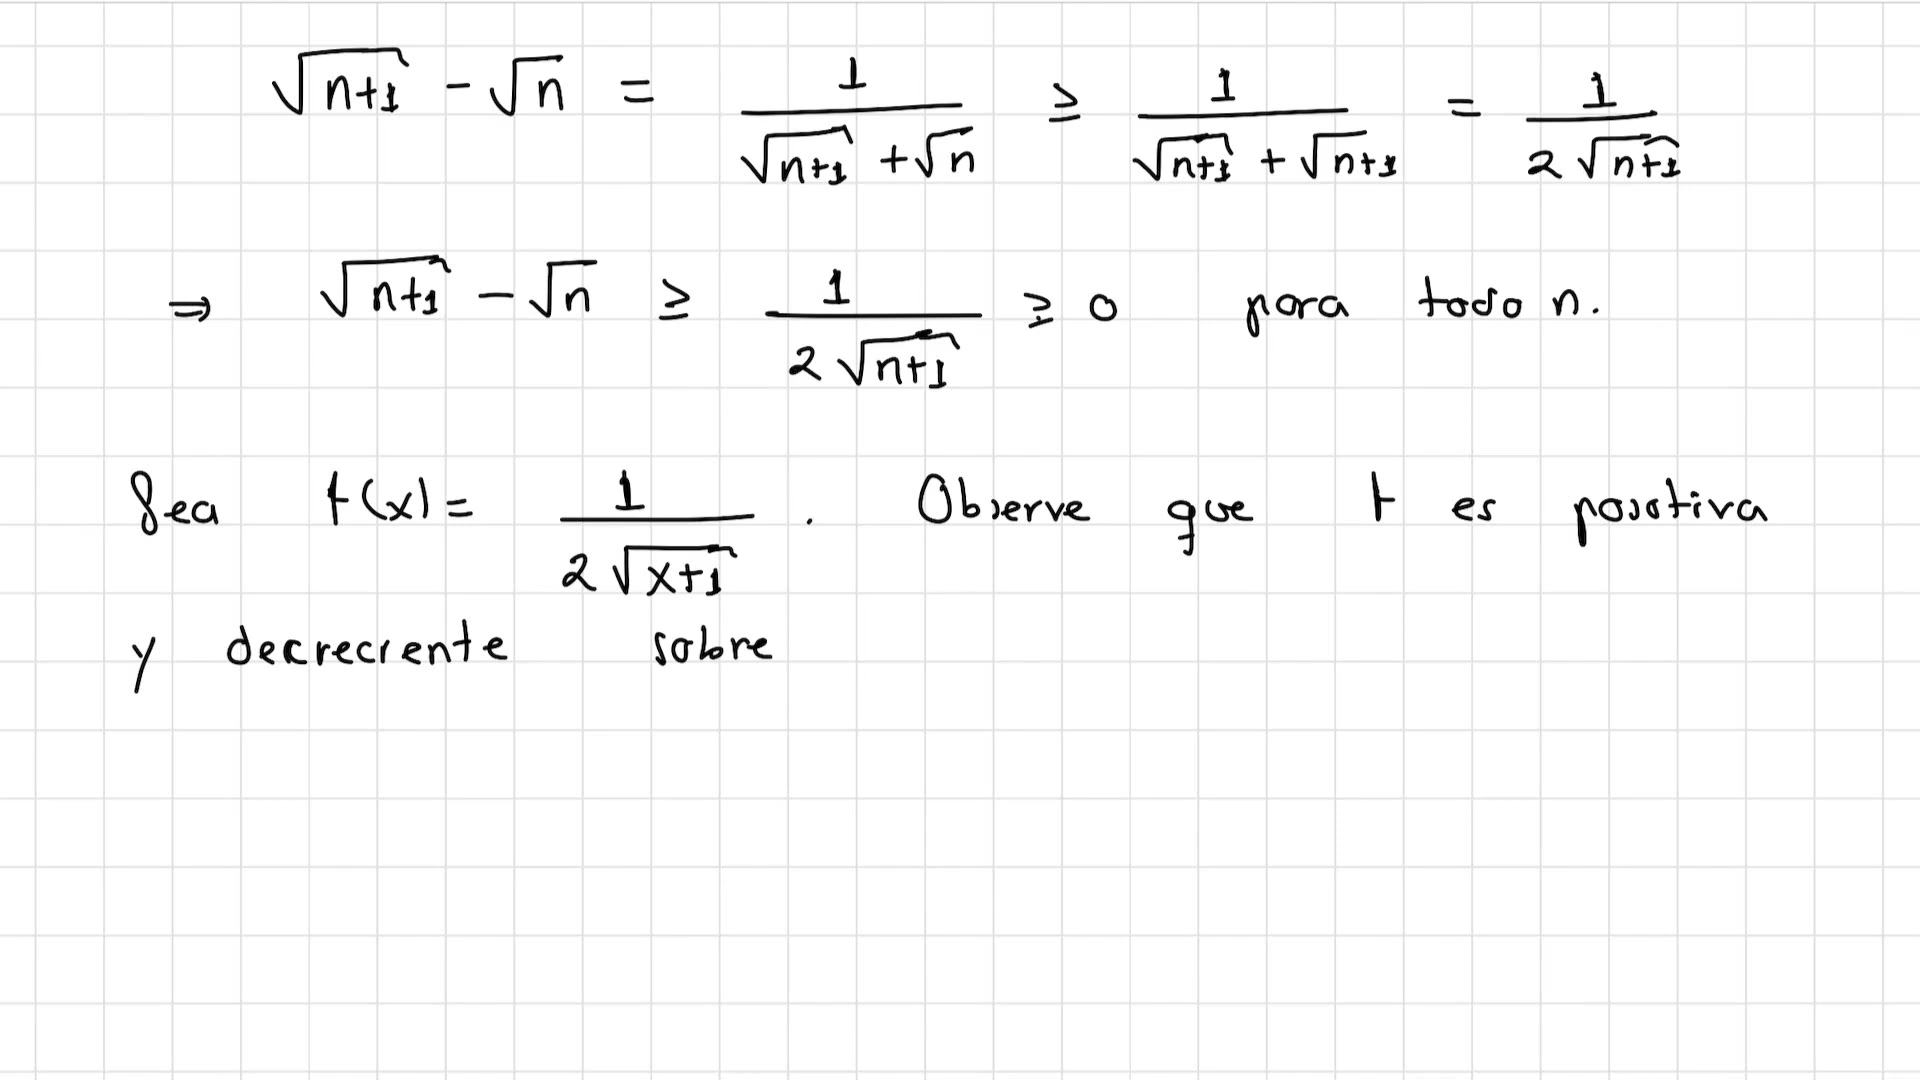 √(n+1) - √n = 1/(√(n+1) + √n) ≥ 1/(√(n+1) + √(n+1)) = 1/(2√(n+1))
⇒ √(n+1) - √n ≥ 1/(2√(n+1)) ≥ 0 para todo n.
Sea f(x) = 1/(2√(x+1)). Observe que f es positiva
y decreciente sobre